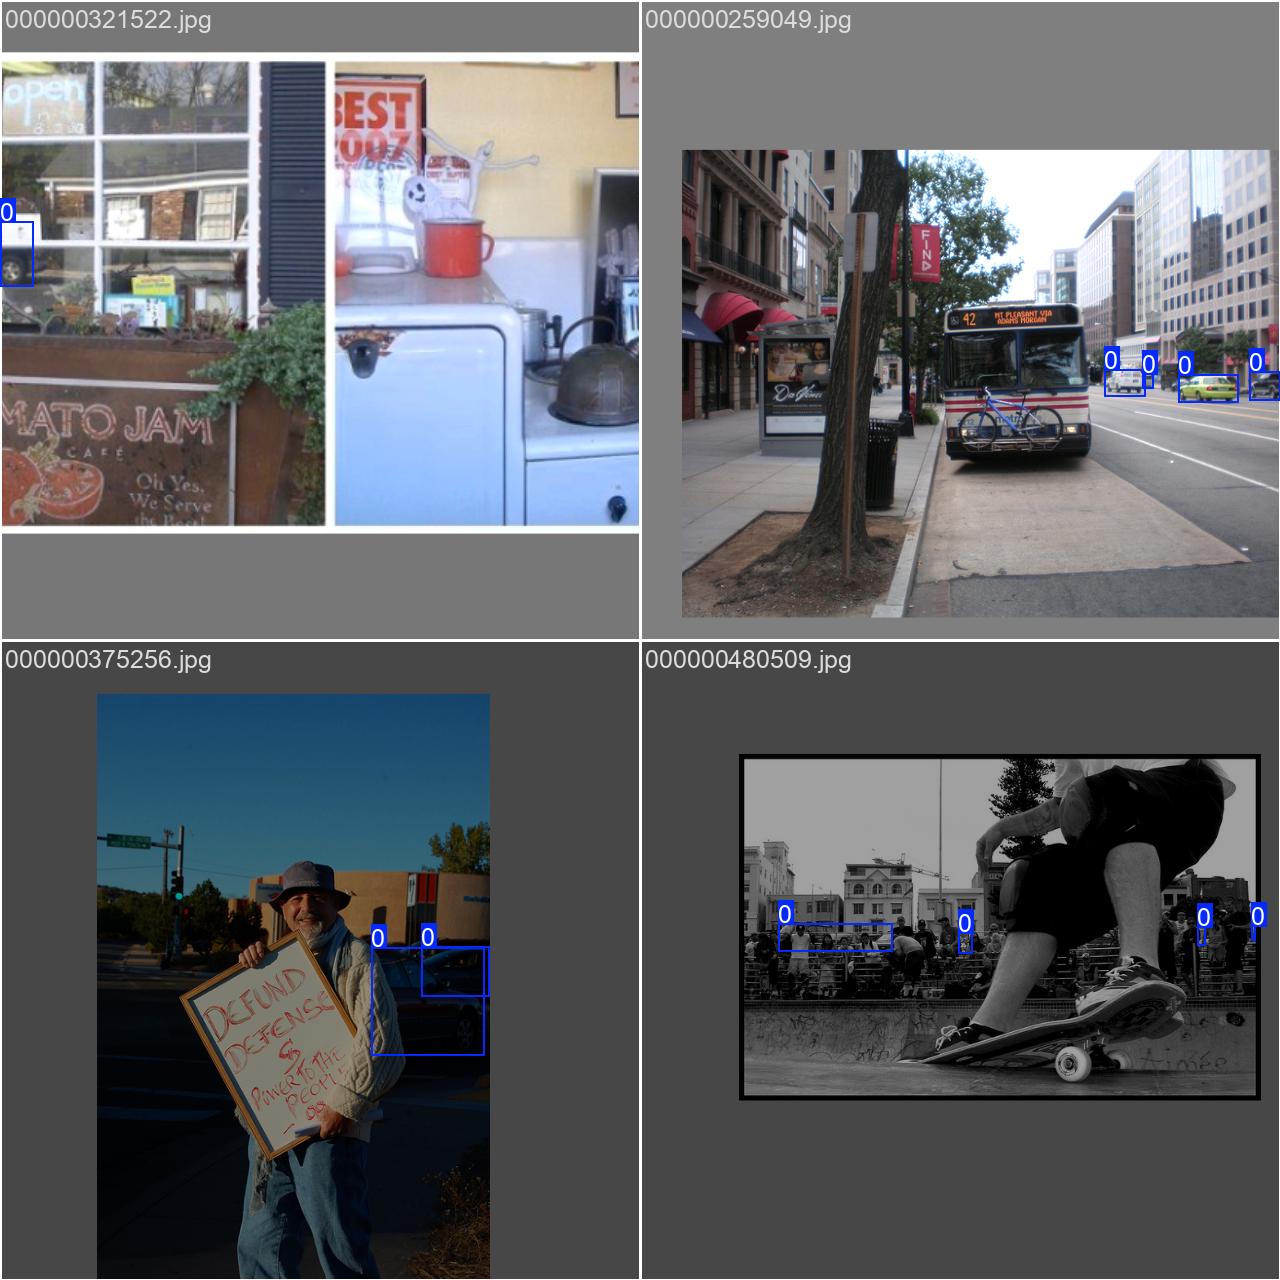 000000321522.jpg
open
BEST
2007
MATO JAM
CAFÉ
Oh Yes,
We Serve
the Best!
0
000000259049.jpg
FIND
42 MT PLEASANT VIA
ADAMS MORGAN
Da Vinci
0
0
0
0
000000375256.jpg
DEFUND
DEFENSE
&
POWER TO THE
PEOPLE
0
0
000000480509.jpg
0
0
0
0